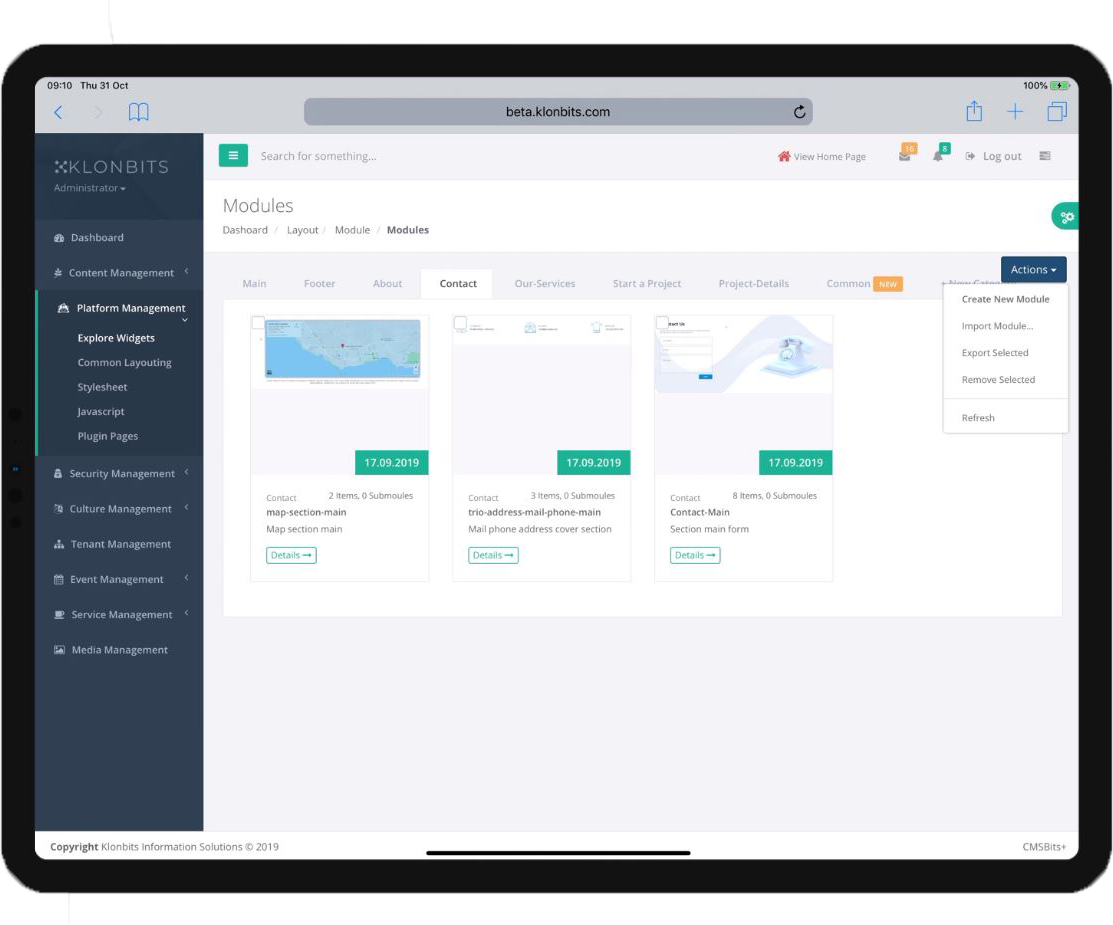 09:10 Thu 31 Oct
100%
beta.klonbits.com
KLONBITS
Administrator
Search for something...
16
8
View Home Page
Log out
Modules
Dashoard / Layout / Module / Modules
Actions
Create New Module
Import Module...
Export Selected
Remove Selected
Refresh
Dashboard
Content Management
Platform Management
Explore Widgets
Common Layouting
Stylesheet
Javascript
Plugin Pages
Security Management
Culture Management
Tenant Management
Event Management
Service Management
Media Management
Main Footer About Contact Our-Services Start a Project Project-Details Common NEW
17.09.2019
Contact 2 Items, 0 Submoules
map-section-main
Map section main
Details
17.09.2019
Contact 3 Items, 0 Submoules
trio-address-mail-phone-main
Mail phone address cover section
Details
17.09.2019
Contact 8 Items, 0 Submoules
Contact-Main
Section main form
Details
Copyright Klonbits Information Solutions © 2019
CMSBits+